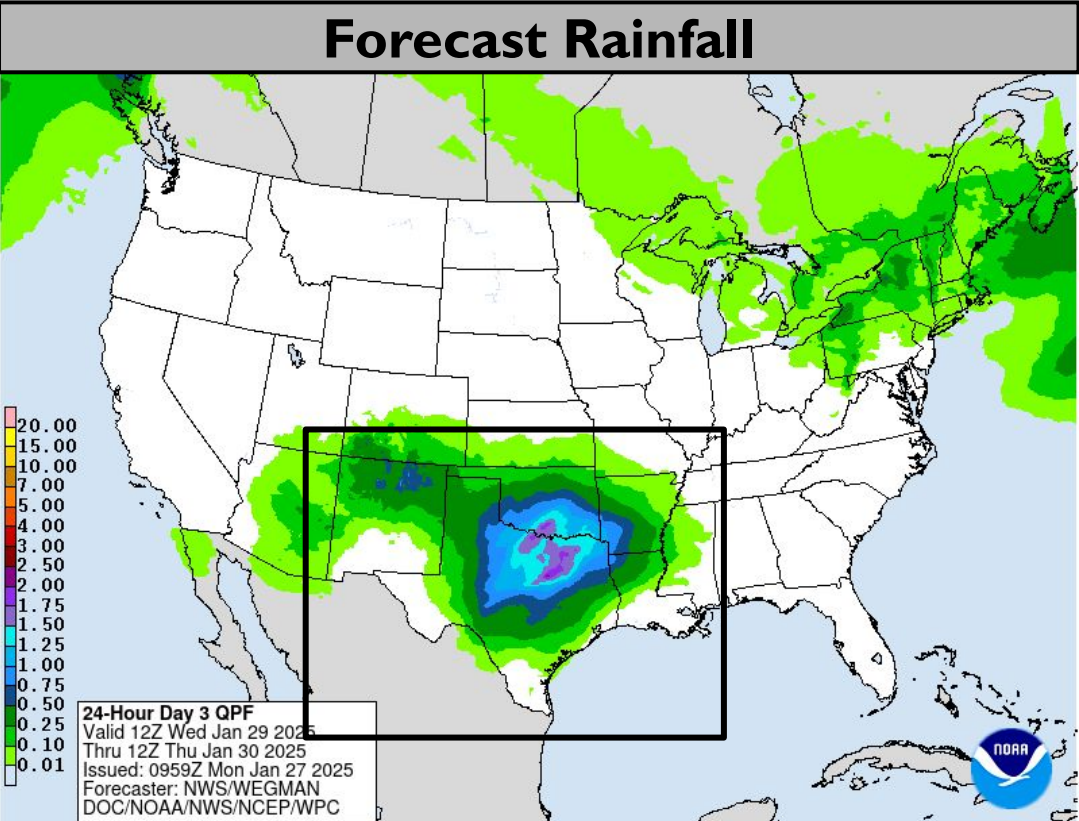 Forecast Rainfall
20.00
15.00
10.00
7.00
5.00
4.00
3.00
2.50
2.00
1.75
1.50
1.25
1.00
0.75
0.50
0.25
0.10
0.01
24-Hour Day 3 QPF
Valid 12Z Wed Jan 29 2025
Thru 12Z Thu Jan 30 2025
Issued: 0959Z Mon Jan 27 2025
Forecaster: NWS/WEGMAN
DOC/NOAA/NWS/NCEP/WPC
NOAA